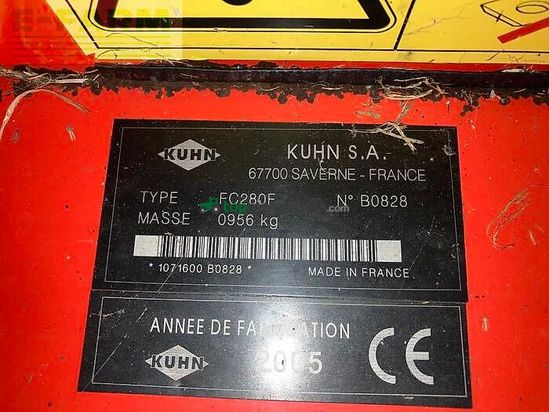 E-FARM
KUHN
KUHN S.A.
67700 SAVERNE - FRANCE
TYPE FC280F N° B0828
MASSE 0956 kg
*1071600 B0828* MADE IN FRANCE
ANNEE DE FABRICATION
KUHN 2005 CE